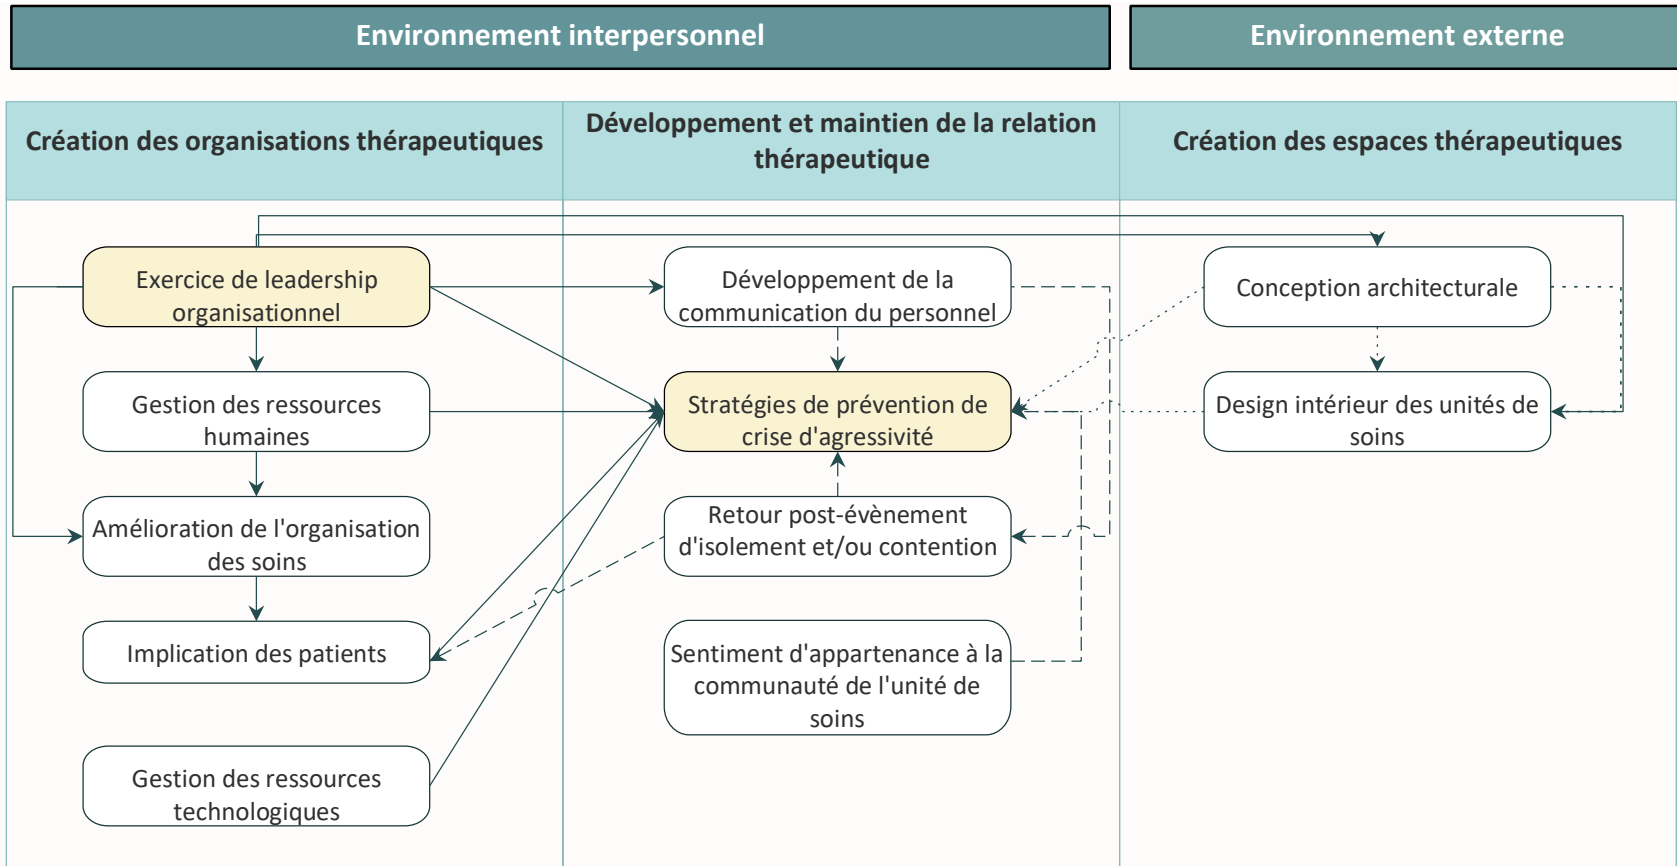 Environnement interpersonnel
Environnement externe
Création des organisations thérapeutiques
Développement et maintien de la relation
thérapeutique
Création des espaces thérapeutiques
Exercice de leadership
organisationnel
Développement de la
communication du personnel
Conception architecturale
Gestion des ressources
humaines
Stratégies de prévention de
crise d'agressivité
Design intérieur des unités de
soins
Amélioration de l'organisation
des soins
Retour post-évènement
d'isolement et/ou contention
Implication des patients
Sentiment d'appartenance à la
communauté de l'unité de
soins
Gestion des ressources
technologiques